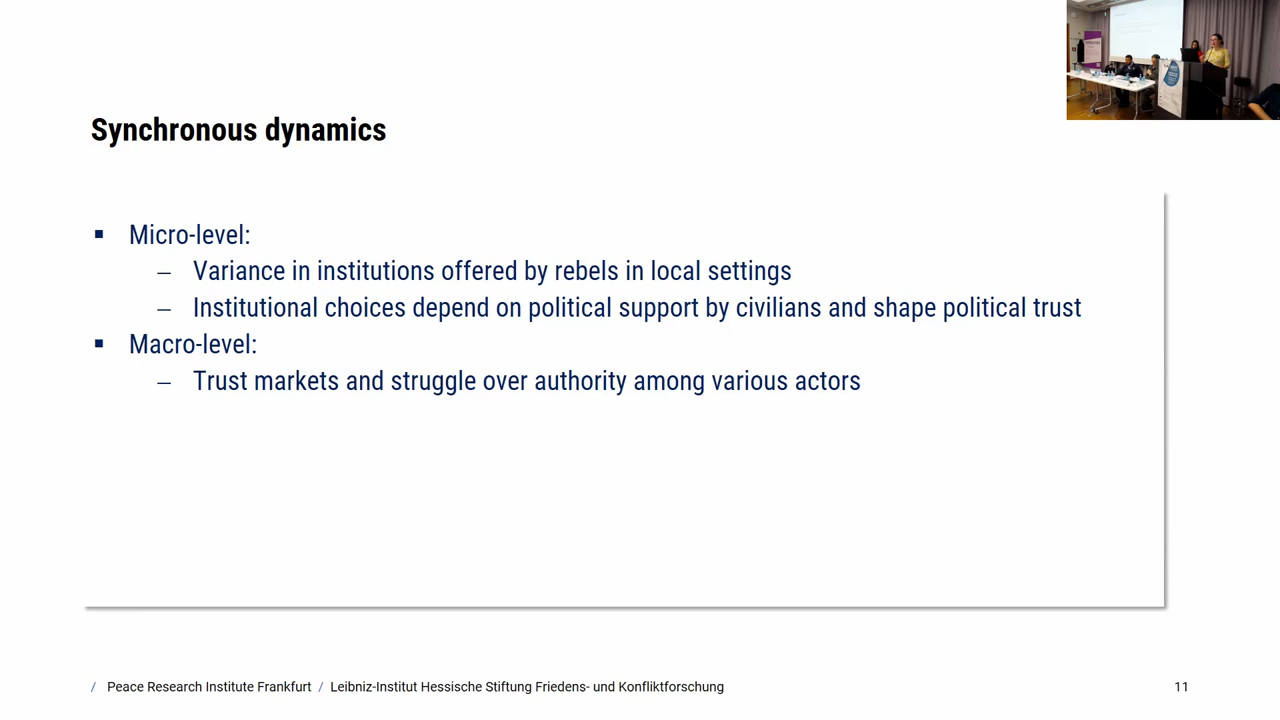 Synchronous dynamics
▪ Micro-level:
– Variance in institutions offered by rebels in local settings
– Institutional choices depend on political support by civilians and shape political trust
▪ Macro-level:
– Trust markets and struggle over authority among various actors
/ Peace Research Institute Frankfurt / Leibniz-Institut Hessische Stiftung Friedens- und Konfliktforschung
11